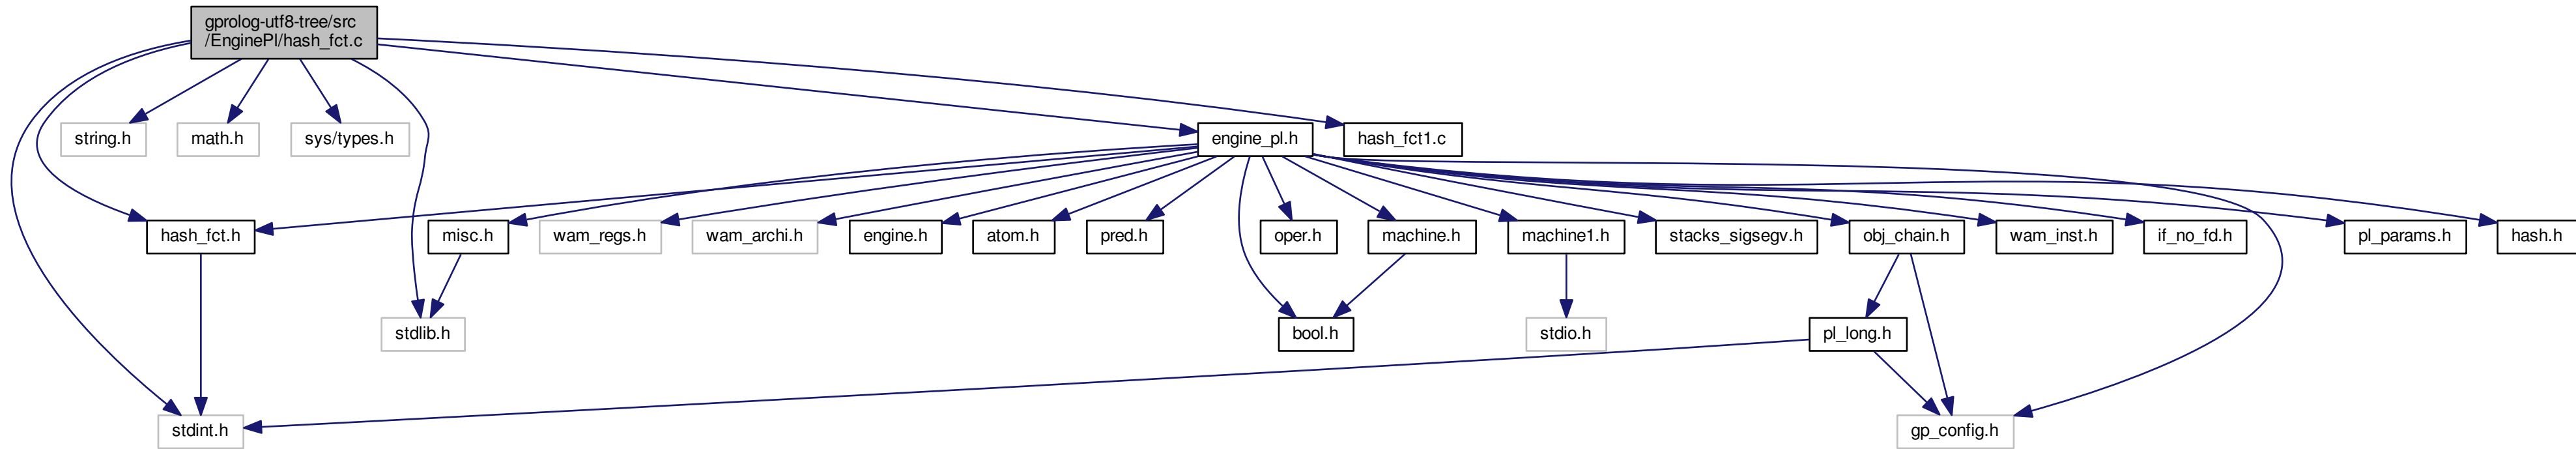 gprolog-utf8-tree/src
/EnginePl/hash_fct.c
string.h
math.h
sys/types.h
engine_pl.h
hash_fct1.c
hash_fct.h
misc.h
wam_regs.h
wam_archi.h
engine.h
atom.h
pred.h
oper.h
machine.h
machine1.h
stacks_sigsegv.h
obj_chain.h
wam_inst.h
if_no_fd.h
pl_params.h
hash.h
stdlib.h
bool.h
stdio.h
pl_long.h
stdint.h
gp_config.h